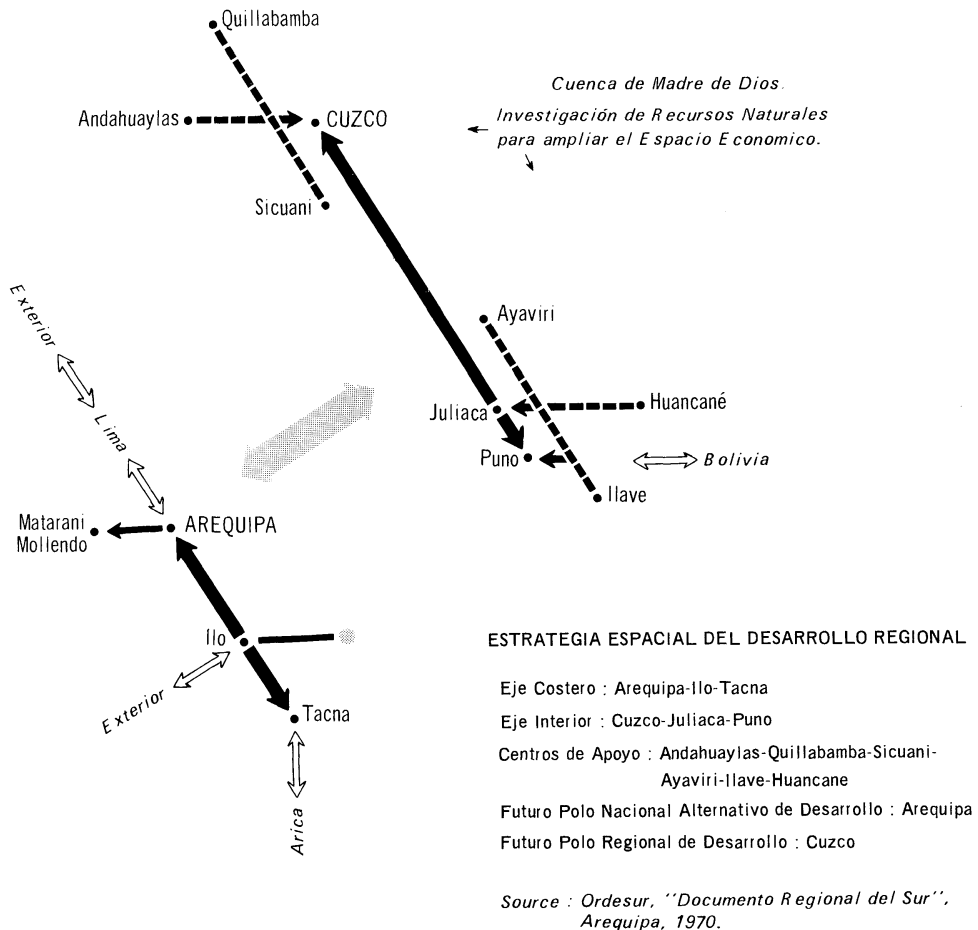 Quillabamba
Cuenca de Madre de Dios.
Andahuaylas
CUZCO
Investigación de Recursos Naturales
para ampliar el Espacio Economico.
Sicuani
Exterior
Ayaviri
Lima
Juliaca
Huancané
Puno
Bolivia
Ilave
Matarani
Mollendo
AREQUIPA
Ilo
Exterior
Tacna
Arica
ESTRATEGIA ESPACIAL DEL DESARROLLO REGIONAL
Eje Costero : Arequipa-Ilo-Tacna
Eje Interior : Cuzco-Juliaca-Puno
Centros de Apoyo : Andahuaylas-Quillabamba-Sicuani-
Ayaviri-Ilave-Huancane
Futuro Polo Nacional Alternativo de Desarrollo : Arequipa
Futuro Polo Regional de Desarrollo : Cuzco
Source : Ordesur, ''Documento Regional del Sur'',
Arequipa, 1970.